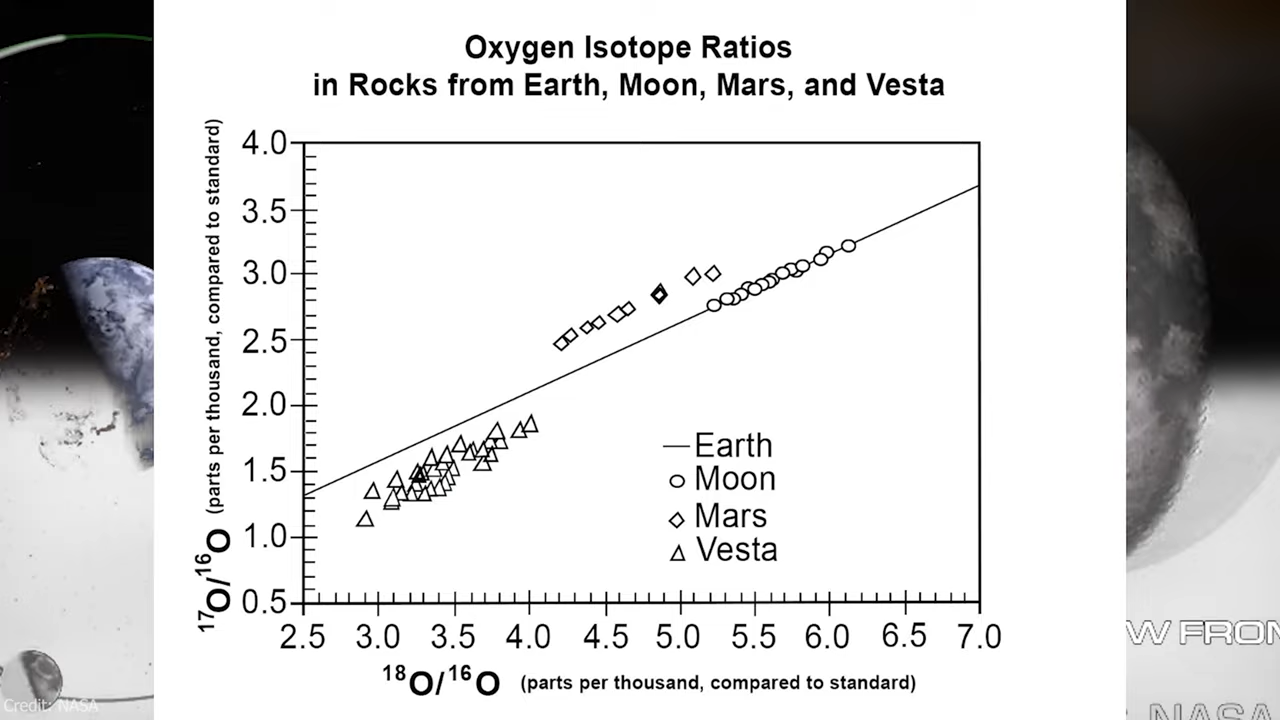 Oxygen Isotope Ratios
in Rocks from Earth, Moon, Mars, and Vesta
17O/16O (parts per thousand, compared to standard)
4.0
3.5
3.0
2.5
2.0
1.5
1.0
0.5
Earth
Moon
Mars
Vesta
2.5 3.0 3.5 4.0 4.5 5.0 5.5 6.0 6.5 7.0
18O/16O (parts per thousand, compared to standard)
Credit: NASA
W FRON
NASA